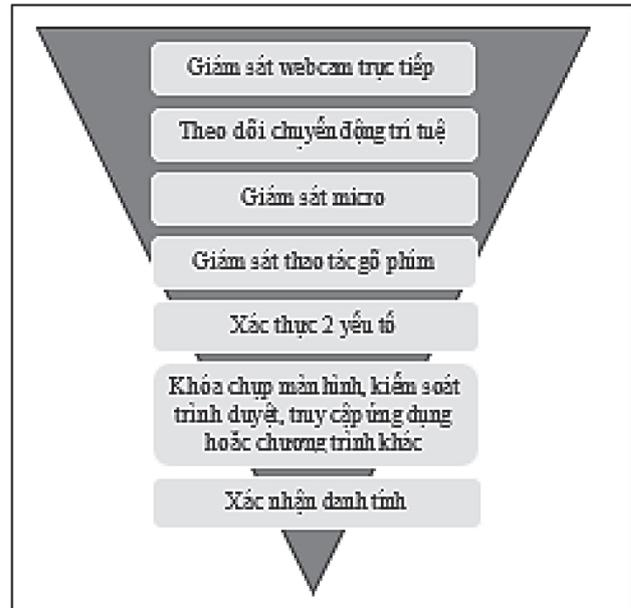 Giám sát webcam trực tiếp
Theo dõi chuyển động trí tuệ
Giám sát micro
Giám sát thao tác gõ phím
Xác thực 2 yếu tố
Khóa chụp màn hình, kiểm soát
trình duyệt, truy cập ứng dụng
hoặc chương trình khác
Xác nhận danh tính